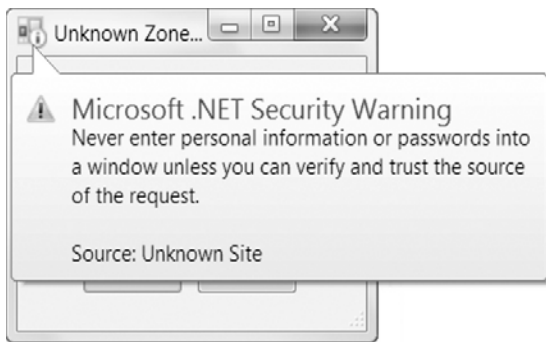 Unknown Zone...
Microsoft .NET Security Warning
Never enter personal information or passwords into
a window unless you can verify and trust the source
of the request.
Source: Unknown Site